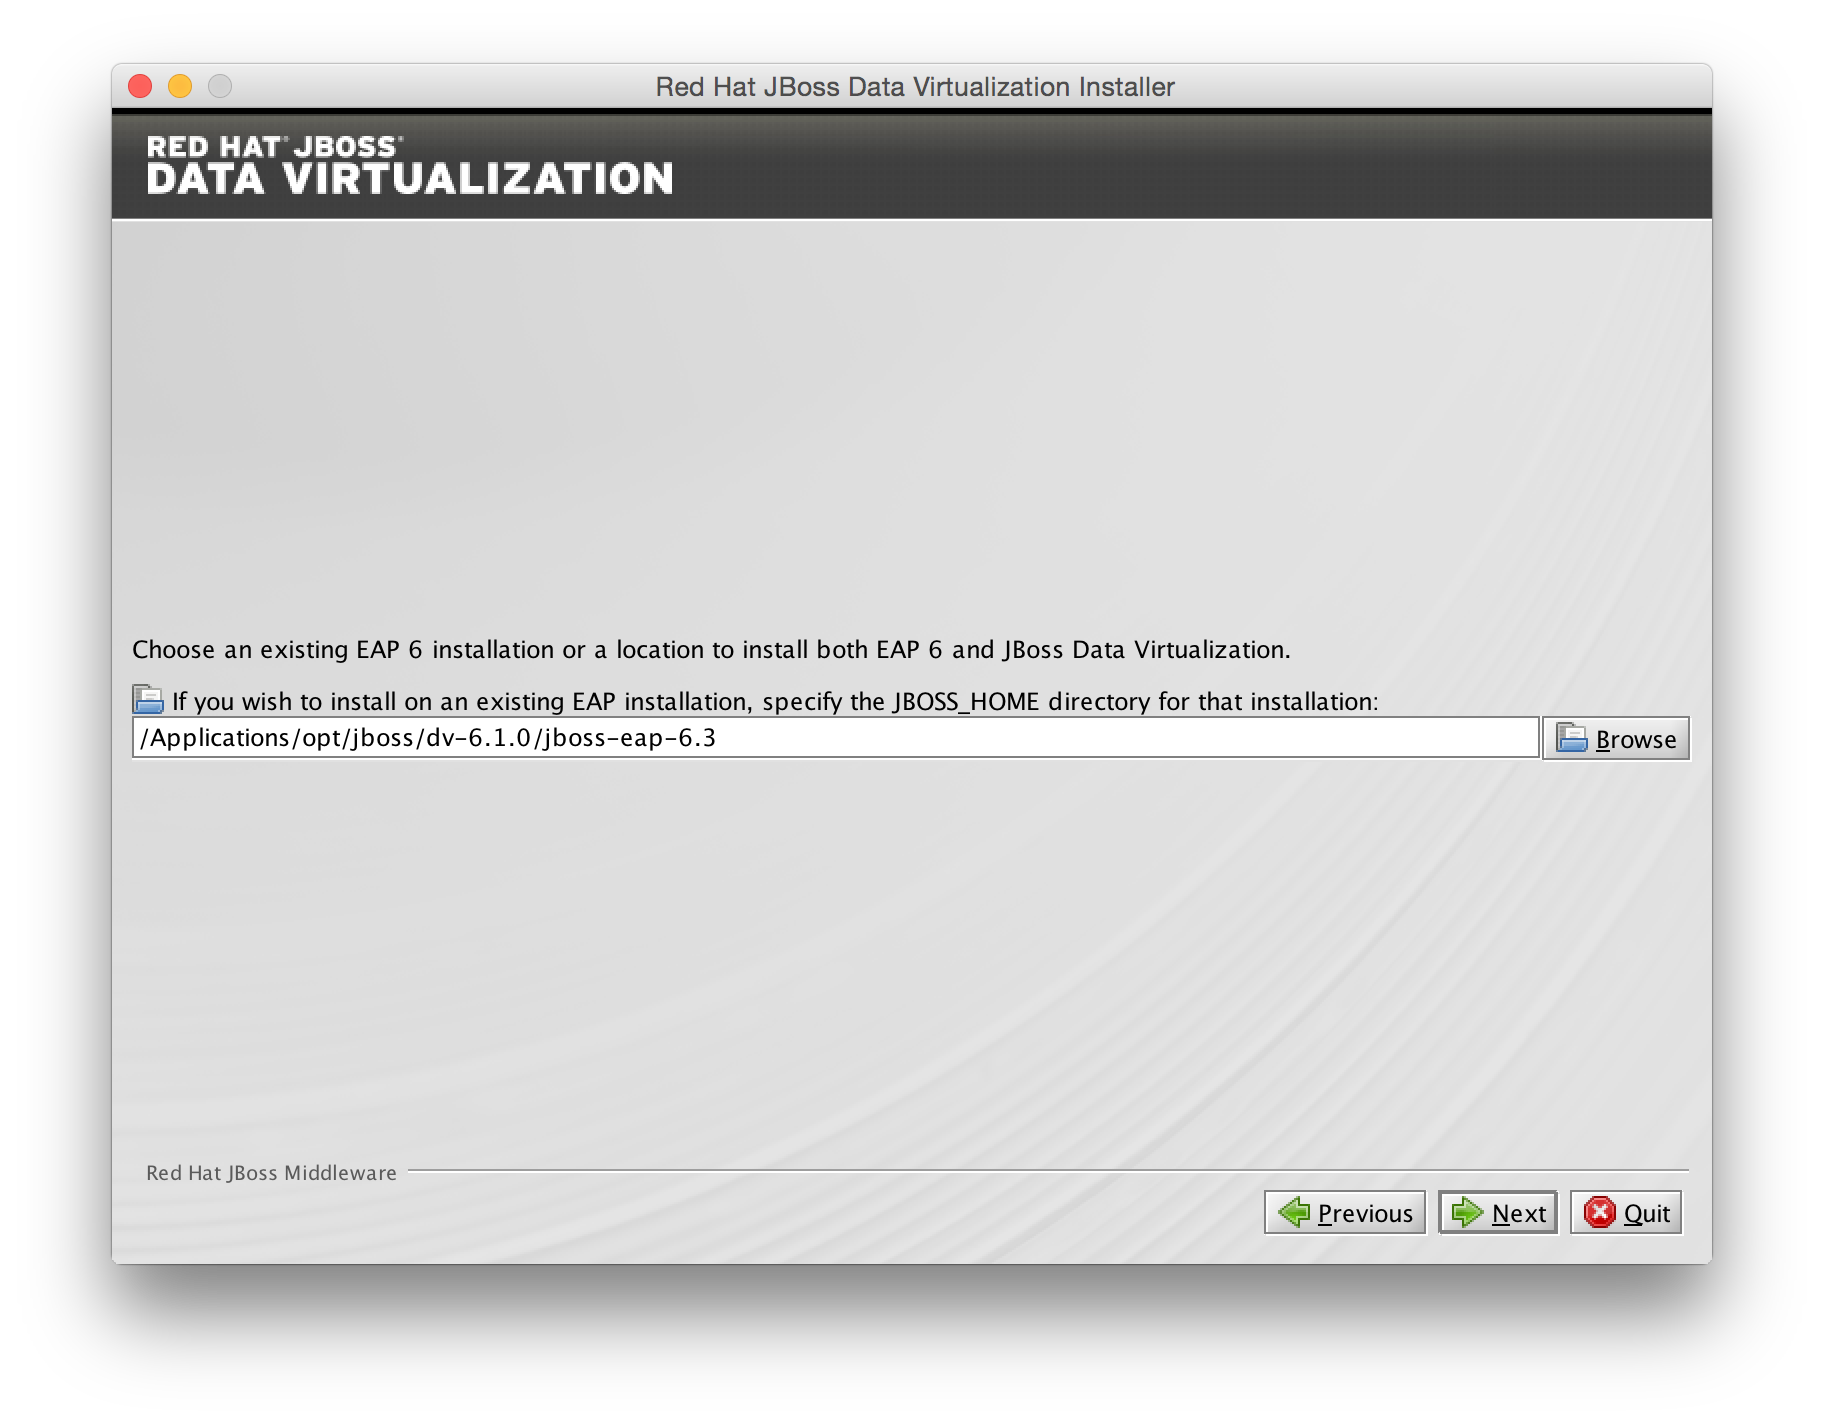 Red Hat JBoss Data Virtualization Installer
RED HAT® JBOSS®
DATA VIRTUALIZATION
Choose an existing EAP 6 installation or a location to install both EAP 6 and JBoss Data Virtualization.
If you wish to install on an existing EAP installation, specify the JBOSS_HOME directory for that installation:
/Applications/opt/jboss/dv-6.1.0/jboss-eap-6.3
Browse
Red Hat JBoss Middleware
Previous Next Quit